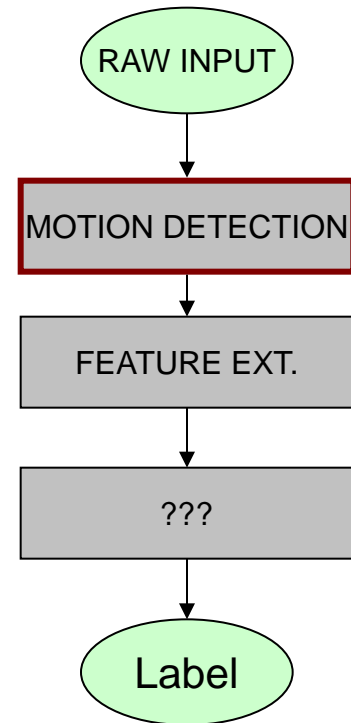 RAW INPUT
MOTION DETECTION
FEATURE EXT.
???
Label